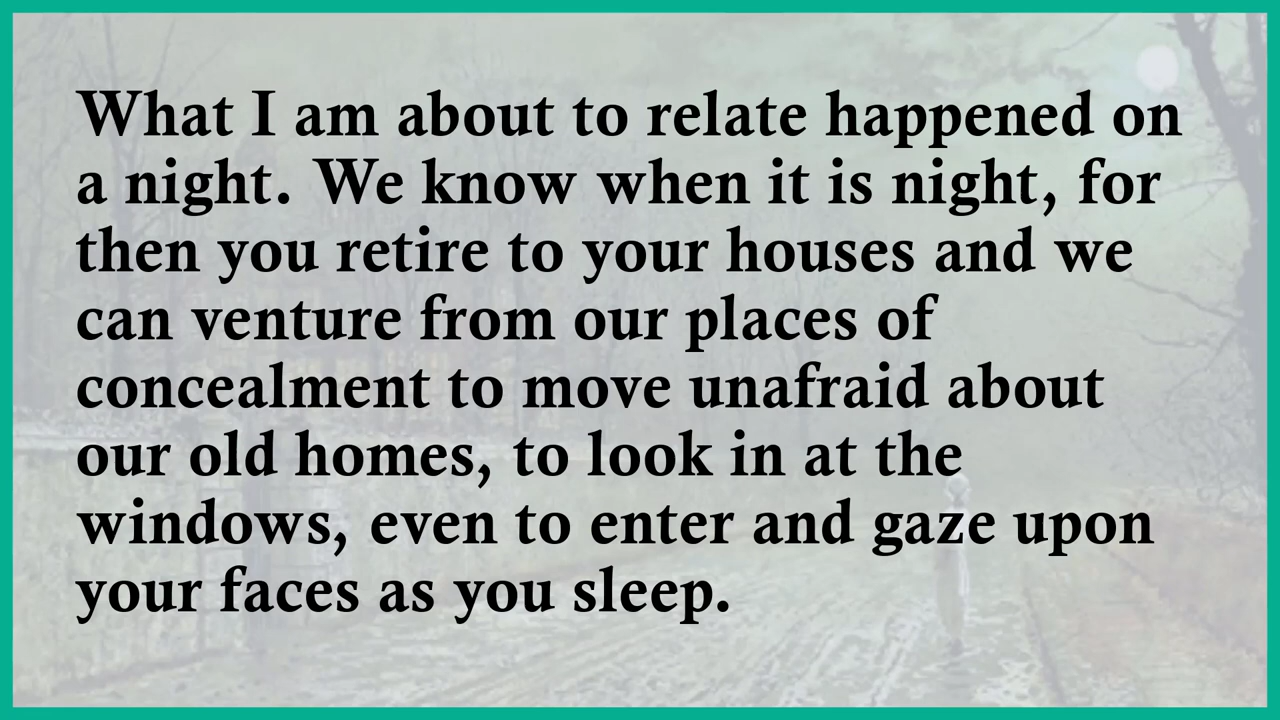 What I am about to relate happened on
a night. We know when it is night, for
then you retire to your houses and we
can venture from our places of
concealment to move unafraid about
our old homes, to look in at the
windows, even to enter and gaze upon
your faces as you sleep.